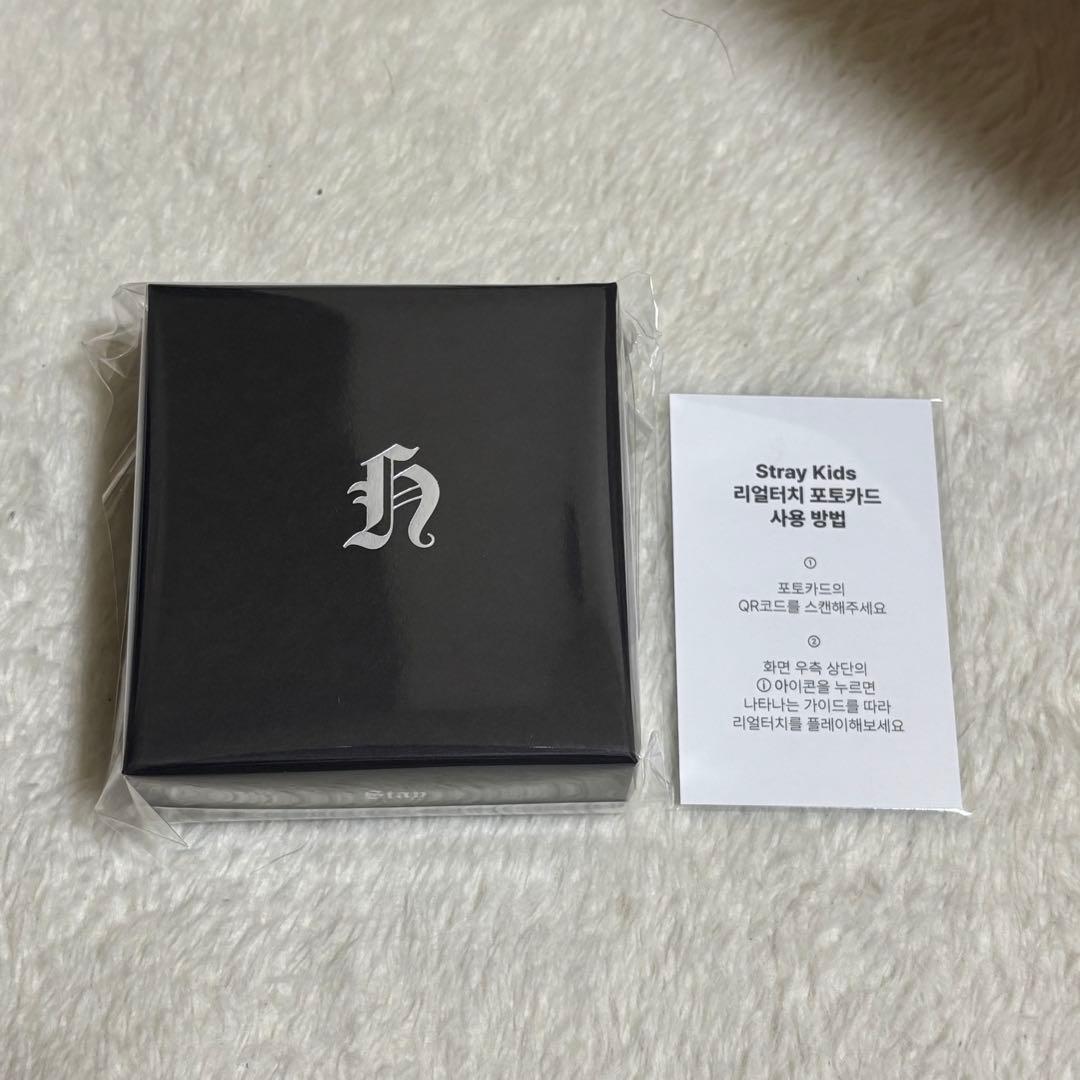 H
Stay
Stray Kids
리얼터치 포토카드
사용 방법
①
포토카드의
QR코드를 스캔해주세요
②
화면 우측 상단의
ⓘ 아이콘을 누르면
나타나는 가이드를 따라
리얼터치를 플레이해보세요